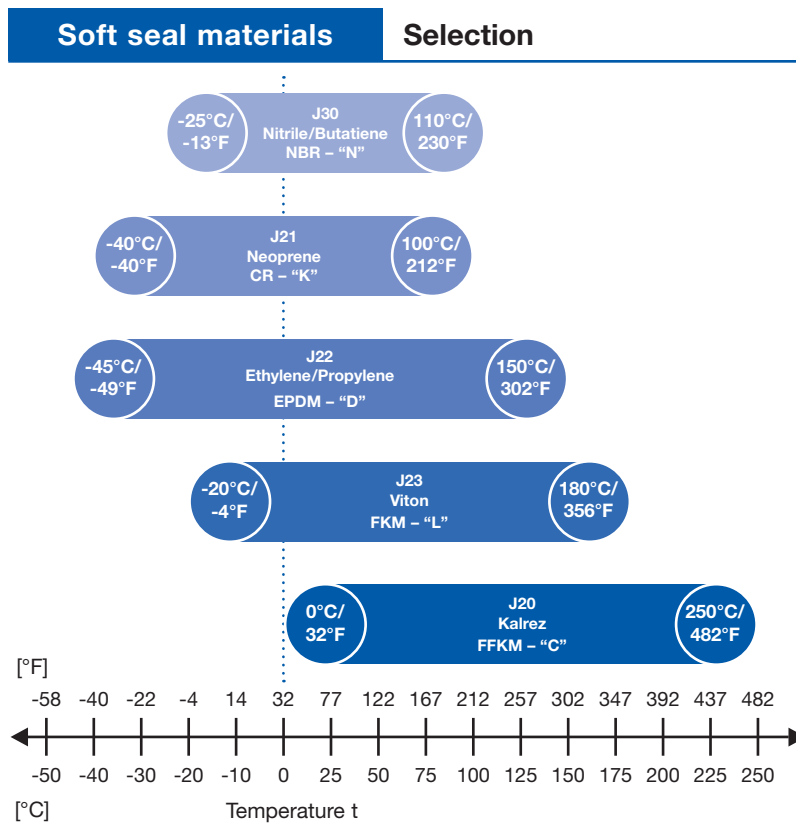 Soft seal materials Selection
-25°C/
-13°F
J30
Nitrile/Butatiene
NBR – “N”
110°C/
230°F
-40°C/
-40°F
J21
Neoprene
CR – “K”
100°C/
212°F
-45°C/
-49°F
J22
Ethylene/Propylene
EPDM – “D”
150°C/
302°F
-20°C/
-4°F
J23
Viton
FKM – “L”
180°C/
356°F
0°C/
32°F
J20
Kalrez
FFKM – “C”
250°C/
482°F
[°F]
-58 -40 -22 -4 14 32 77 122 167 212 257 302 347 392 437 482
-50 -40 -30 -20 -10 0 25 50 75 100 125 150 175 200 225 250
[°C] Temperature t